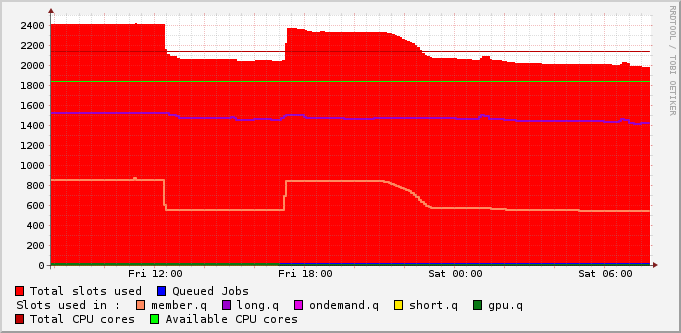 2400
2200
2000
1800
1600
1400
1200
1000
800
600
400
200
0
Fri 12:00 Fri 18:00 Sat 00:00 Sat 06:00
Total slots used Queued Jobs
Slots used in : member.q long.q ondemand.q short.q gpu.q
Total CPU cores Available CPU cores
RRDTOOL / TOBI OETIKER